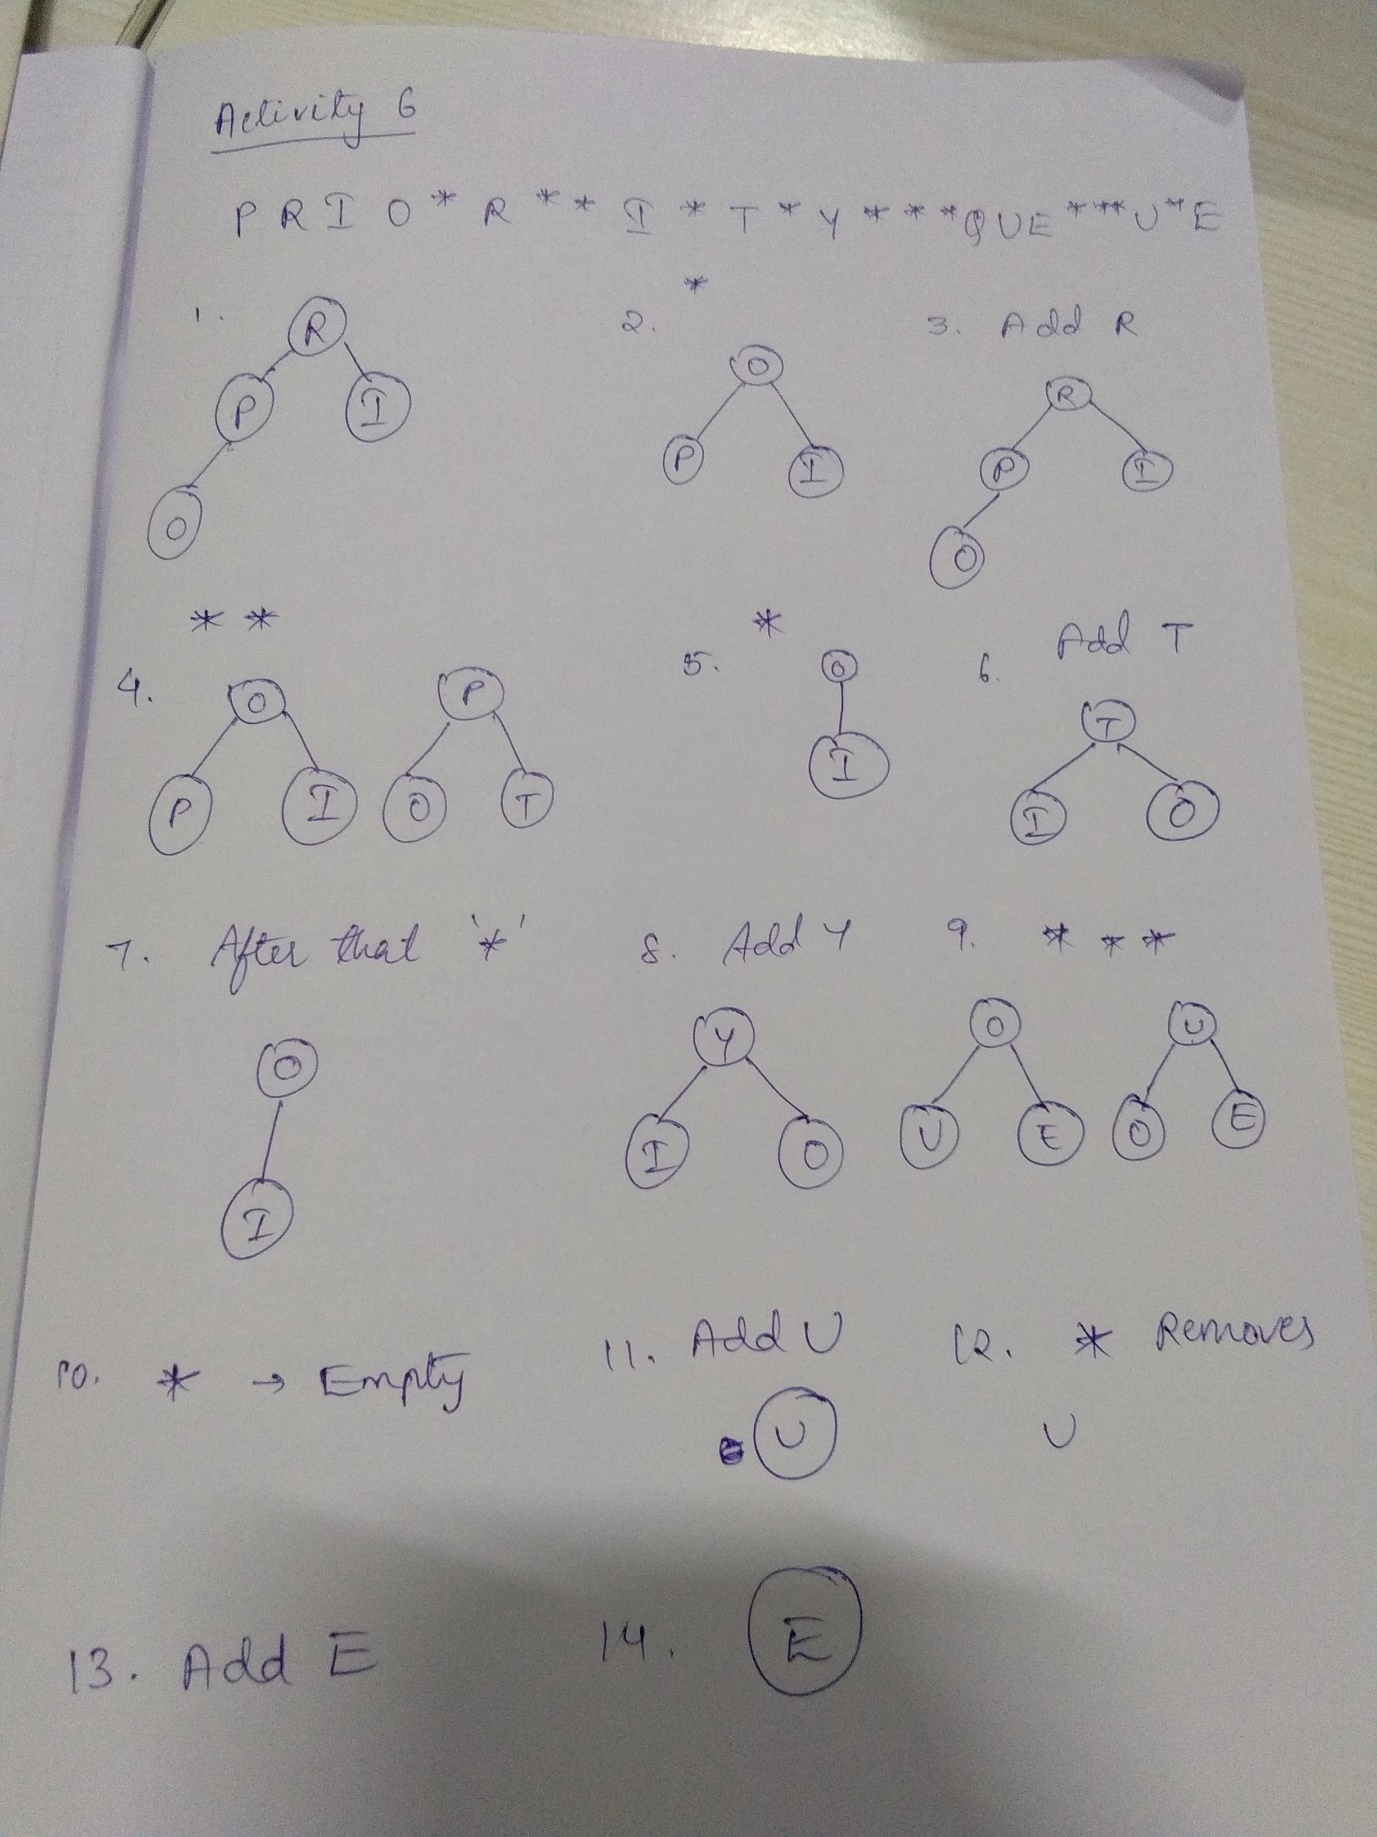 Activity 6
P R I O * R * * I * T * Y * * * Q U E * * * U * E
1.
R
P I
O
2. *
O
P I
3. Add R
R
P I
O
4. * *
O P
P I O T
5. *
O
I
6. Add T
T
I O
7. After that '*'
O
I
8. Add Y
Y
I O
9. * * *
O U
U E O E
10. * → Empty
11. Add U
U
12. * Removes
U
13. Add E
14. E